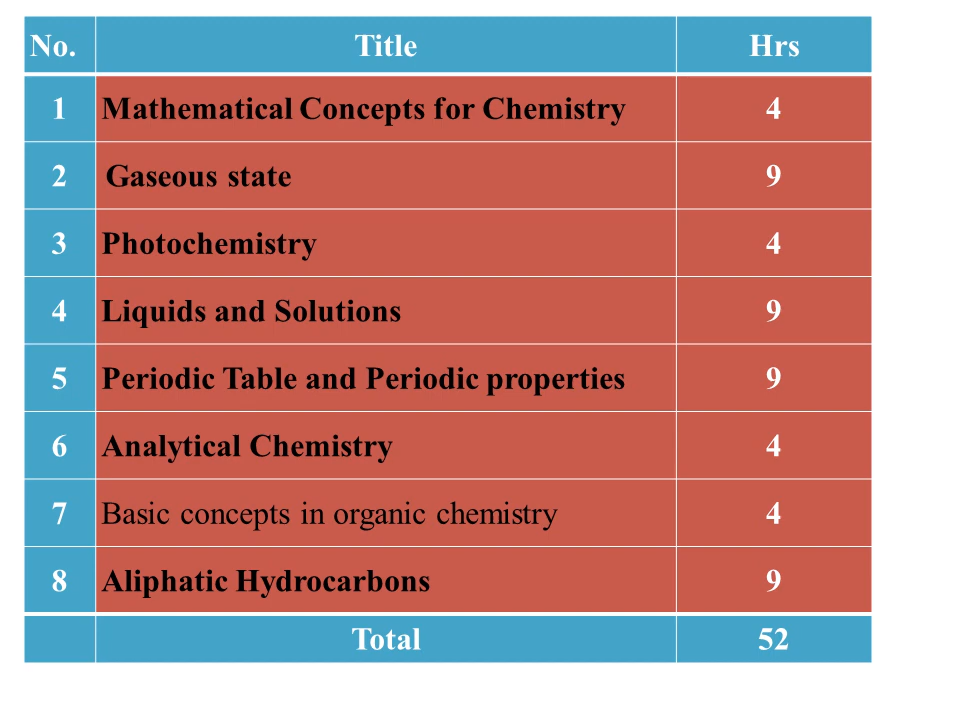 No. Title Hrs
1 Mathematical Concepts for Chemistry 4
2 Gaseous state 9
3 Photochemistry 4
4 Liquids and Solutions 9
5 Periodic Table and Periodic properties 9
6 Analytical Chemistry 4
7 Basic concepts in organic chemistry 4
8 Aliphatic Hydrocarbons 9
Total 52